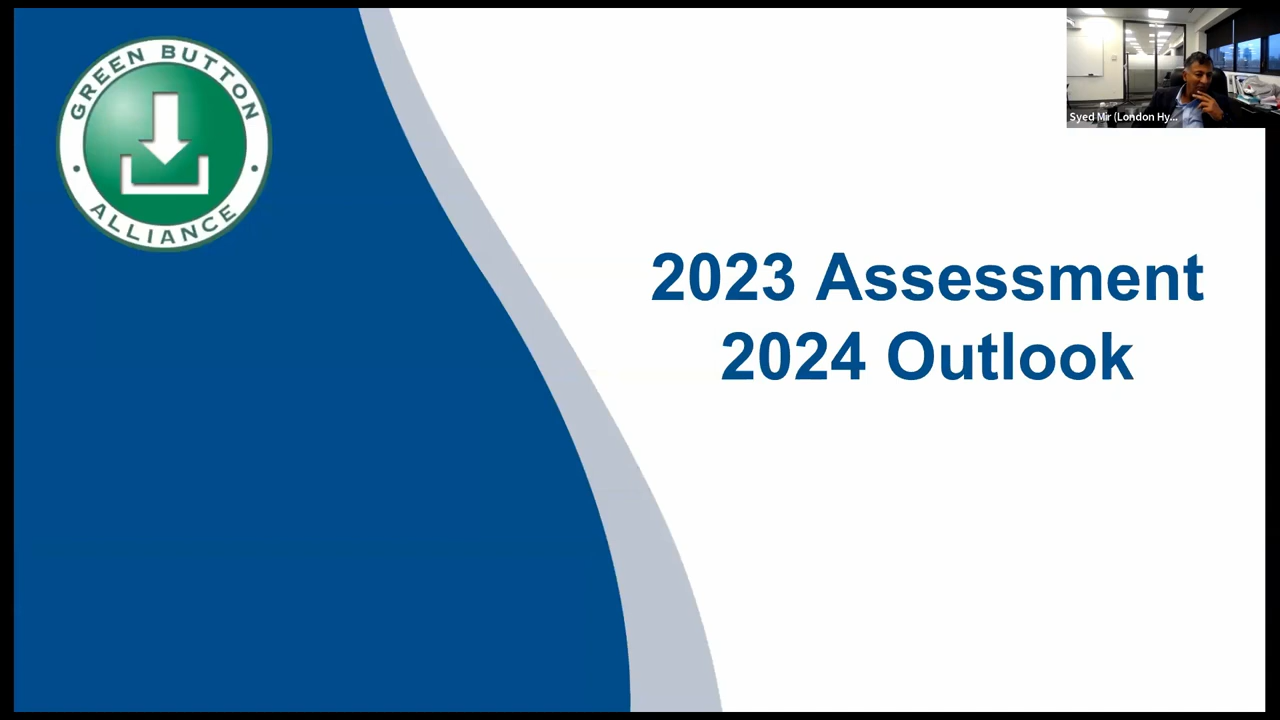 GREEN BUTTON
ALLIANCE
Syed Mir (London Hy...
2023 Assessment
2024 Outlook